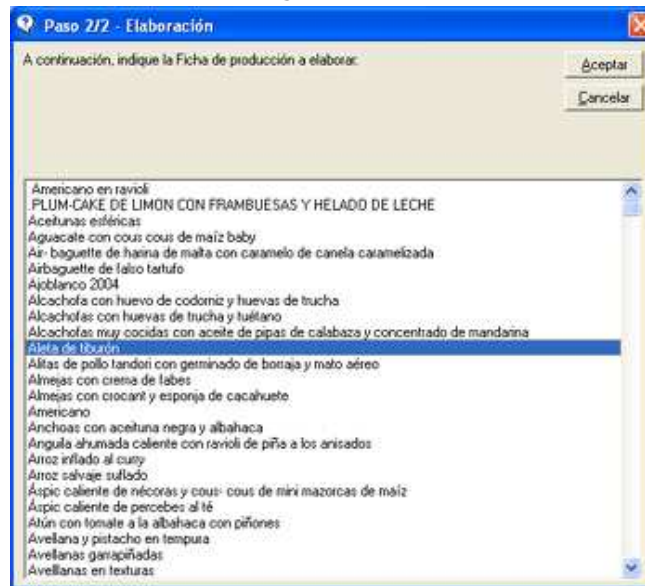 Paso 2/2 - Elaboración
A continuación, indique la Ficha de producción a elaborar.
Aceptar
Cancelar
Americano en ravioli
PLUM-CAKE DE LIMON CON FRAMBUESAS Y HELADO DE LECHE
Aceitunas esféricas
Aguacate con cous cous de maíz baby
Air- baguette de harina de malta con caramelo de canela caramelizada
Airbaguette de falso tartufo
Ajoblanco 2004
Alcachofa con huevo de codorniz y huevas de trucha
Alcachofas con huevas de trucha y tuétano
Alcachofas muy cocidas con aceite de pipas de calabaza y concentrado de mandarina
Aleta de tiburón
Alitas de pollo tandori con germinado de borraja y mato aéreo
Almejas con crema de fabes
Almejas con crocant y esponja de cacahuete
Americano
Anchoas con aceituna negra y albahaca
Anguila ahumada caliente con ravioli de piña a los anisados
Arroz inflado al curry
Arroz salvaje suflado
Áspic caliente de nécoras y cous- cous de mini mazorcas de maíz
Áspic caliente de percebes al té
Atún con tomate a la albahaca con piñones
Avellana y pistacho en tempura
Avellanas garrapiñadas
Avelllanas en texturas